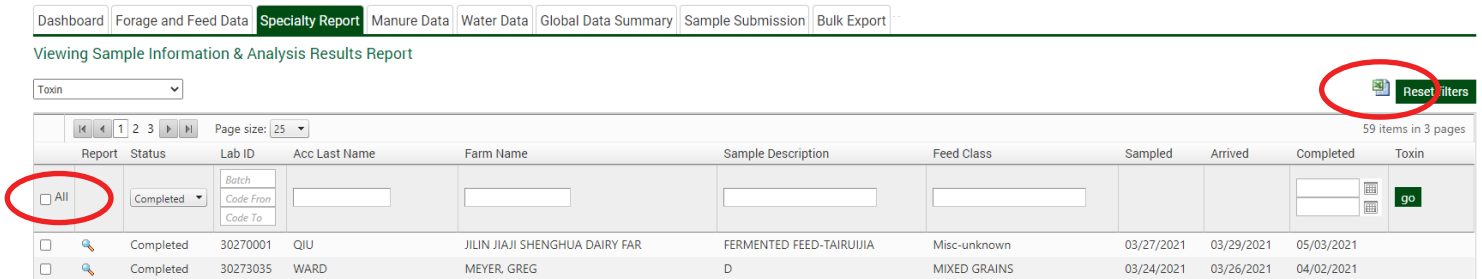 Dashboard Forage and Feed Data Specialty Report Manure Data Water Data Global Data Summary Sample Submission Bulk Export
Viewing Sample Information & Analysis Results Report
Toxin Reset filters
1 2 3 Page size: 25 59 items in 3 pages
Report Status Lab ID Acc Last Name Farm Name Sample Description Feed Class Sampled Arrived Completed Toxin
Batch
All Completed Code Fron go
Code To
Completed 30270001 QIU JILIN JIAJI SHENGHUA DAIRY FAR FERMENTED FEED-TAIRUIJIA Misc-unknown 03/27/2021 03/29/2021 05/03/2021
Completed 30273035 WARD MEYER, GREG D MIXED GRAINS 03/24/2021 03/26/2021 04/02/2021